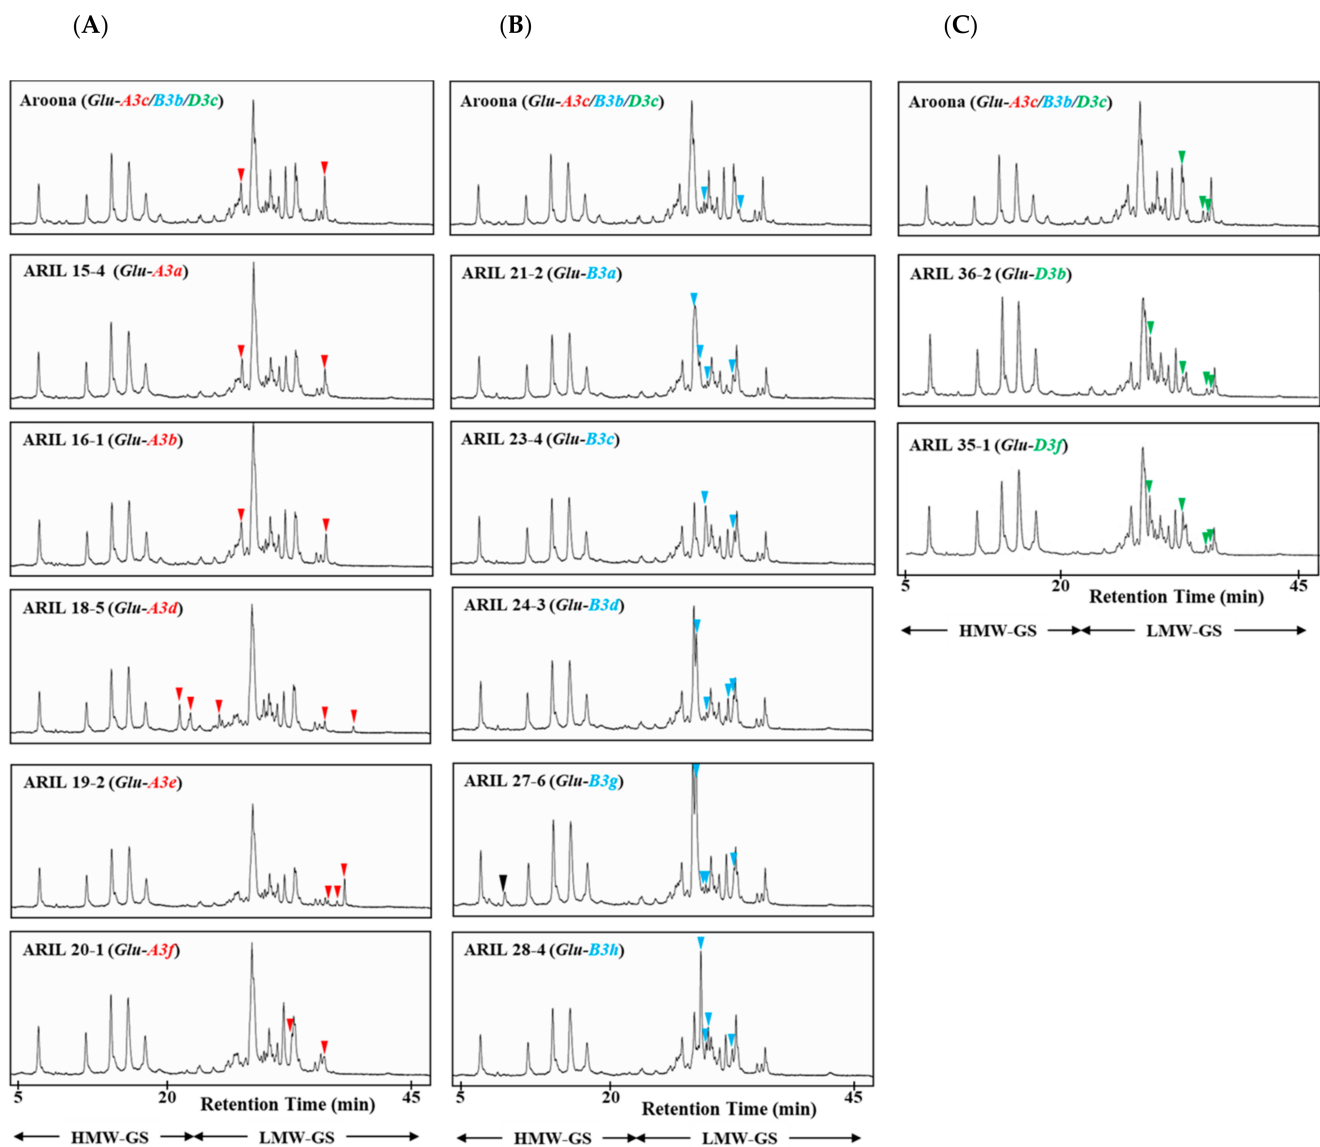 (A)
Aroona (Glu-A3c/B3b/D3c)
ARIL 15-4 (Glu-A3a)
ARIL 16-1 (Glu-A3b)
ARIL 18-5 (Glu-A3d)
ARIL 19-2 (Glu-A3e)
ARIL 20-1 (Glu-A3f)
5 20 45
Retention Time (min)
HMW-GS LMW-GS
(B)
Aroona (Glu-A3c/B3b/D3c)
ARIL 21-2 (Glu-B3a)
ARIL 23-4 (Glu-B3c)
ARIL 24-3 (Glu-B3d)
ARIL 27-6 (Glu-B3g)
ARIL 28-4 (Glu-B3h)
5 20 45
Retention Time (min)
HMW-GS LMW-GS
(C)
Aroona (Glu-A3c/B3b/D3c)
ARIL 36-2 (Glu-D3b)
ARIL 35-1 (Glu-D3f)
5 20 45
Retention Time (min)
HMW-GS LMW-GS